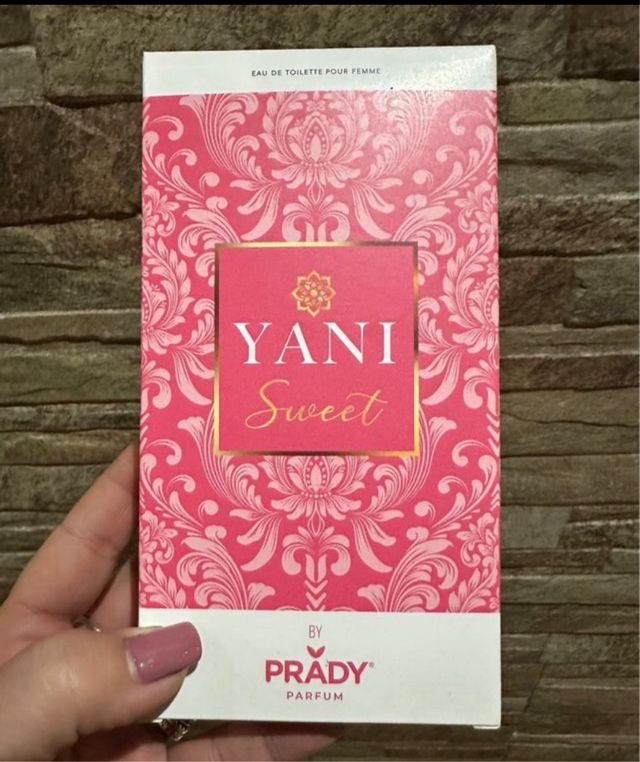 EAU DE TOILETTE POUR FEMME
YANI
Sweet
BY
PRADY®
PARFUM